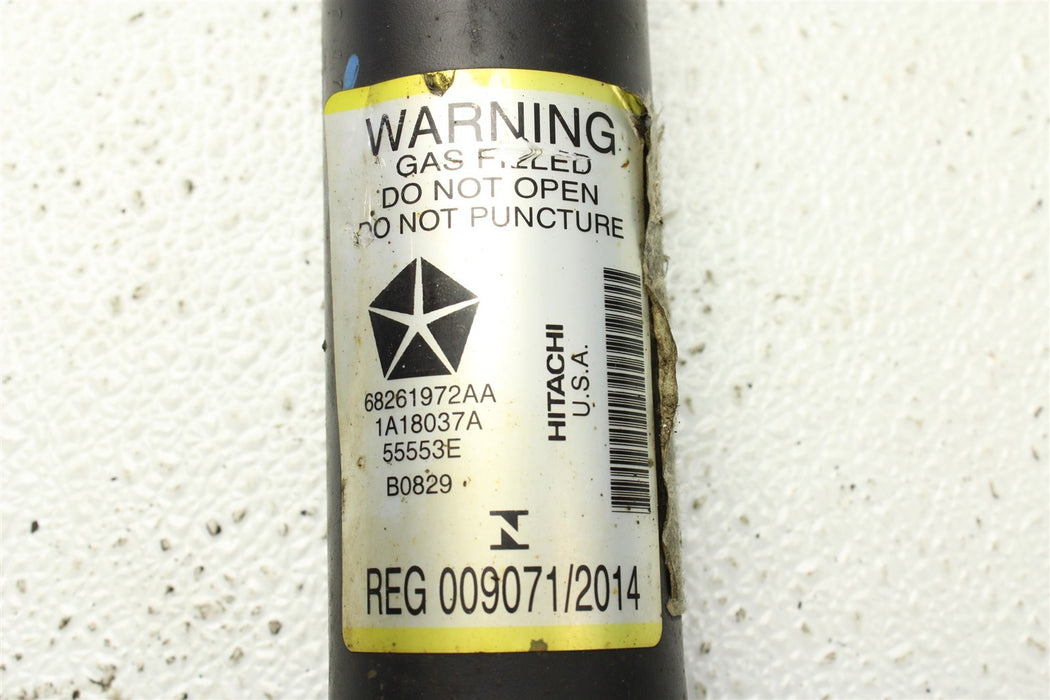 WARNING
GAS FILLED
DO NOT OPEN
DO NOT PUNCTURE
68261972AA
1A18037A
55553E
B0829
HITACHI
U.S.A.
REG 009071/2014